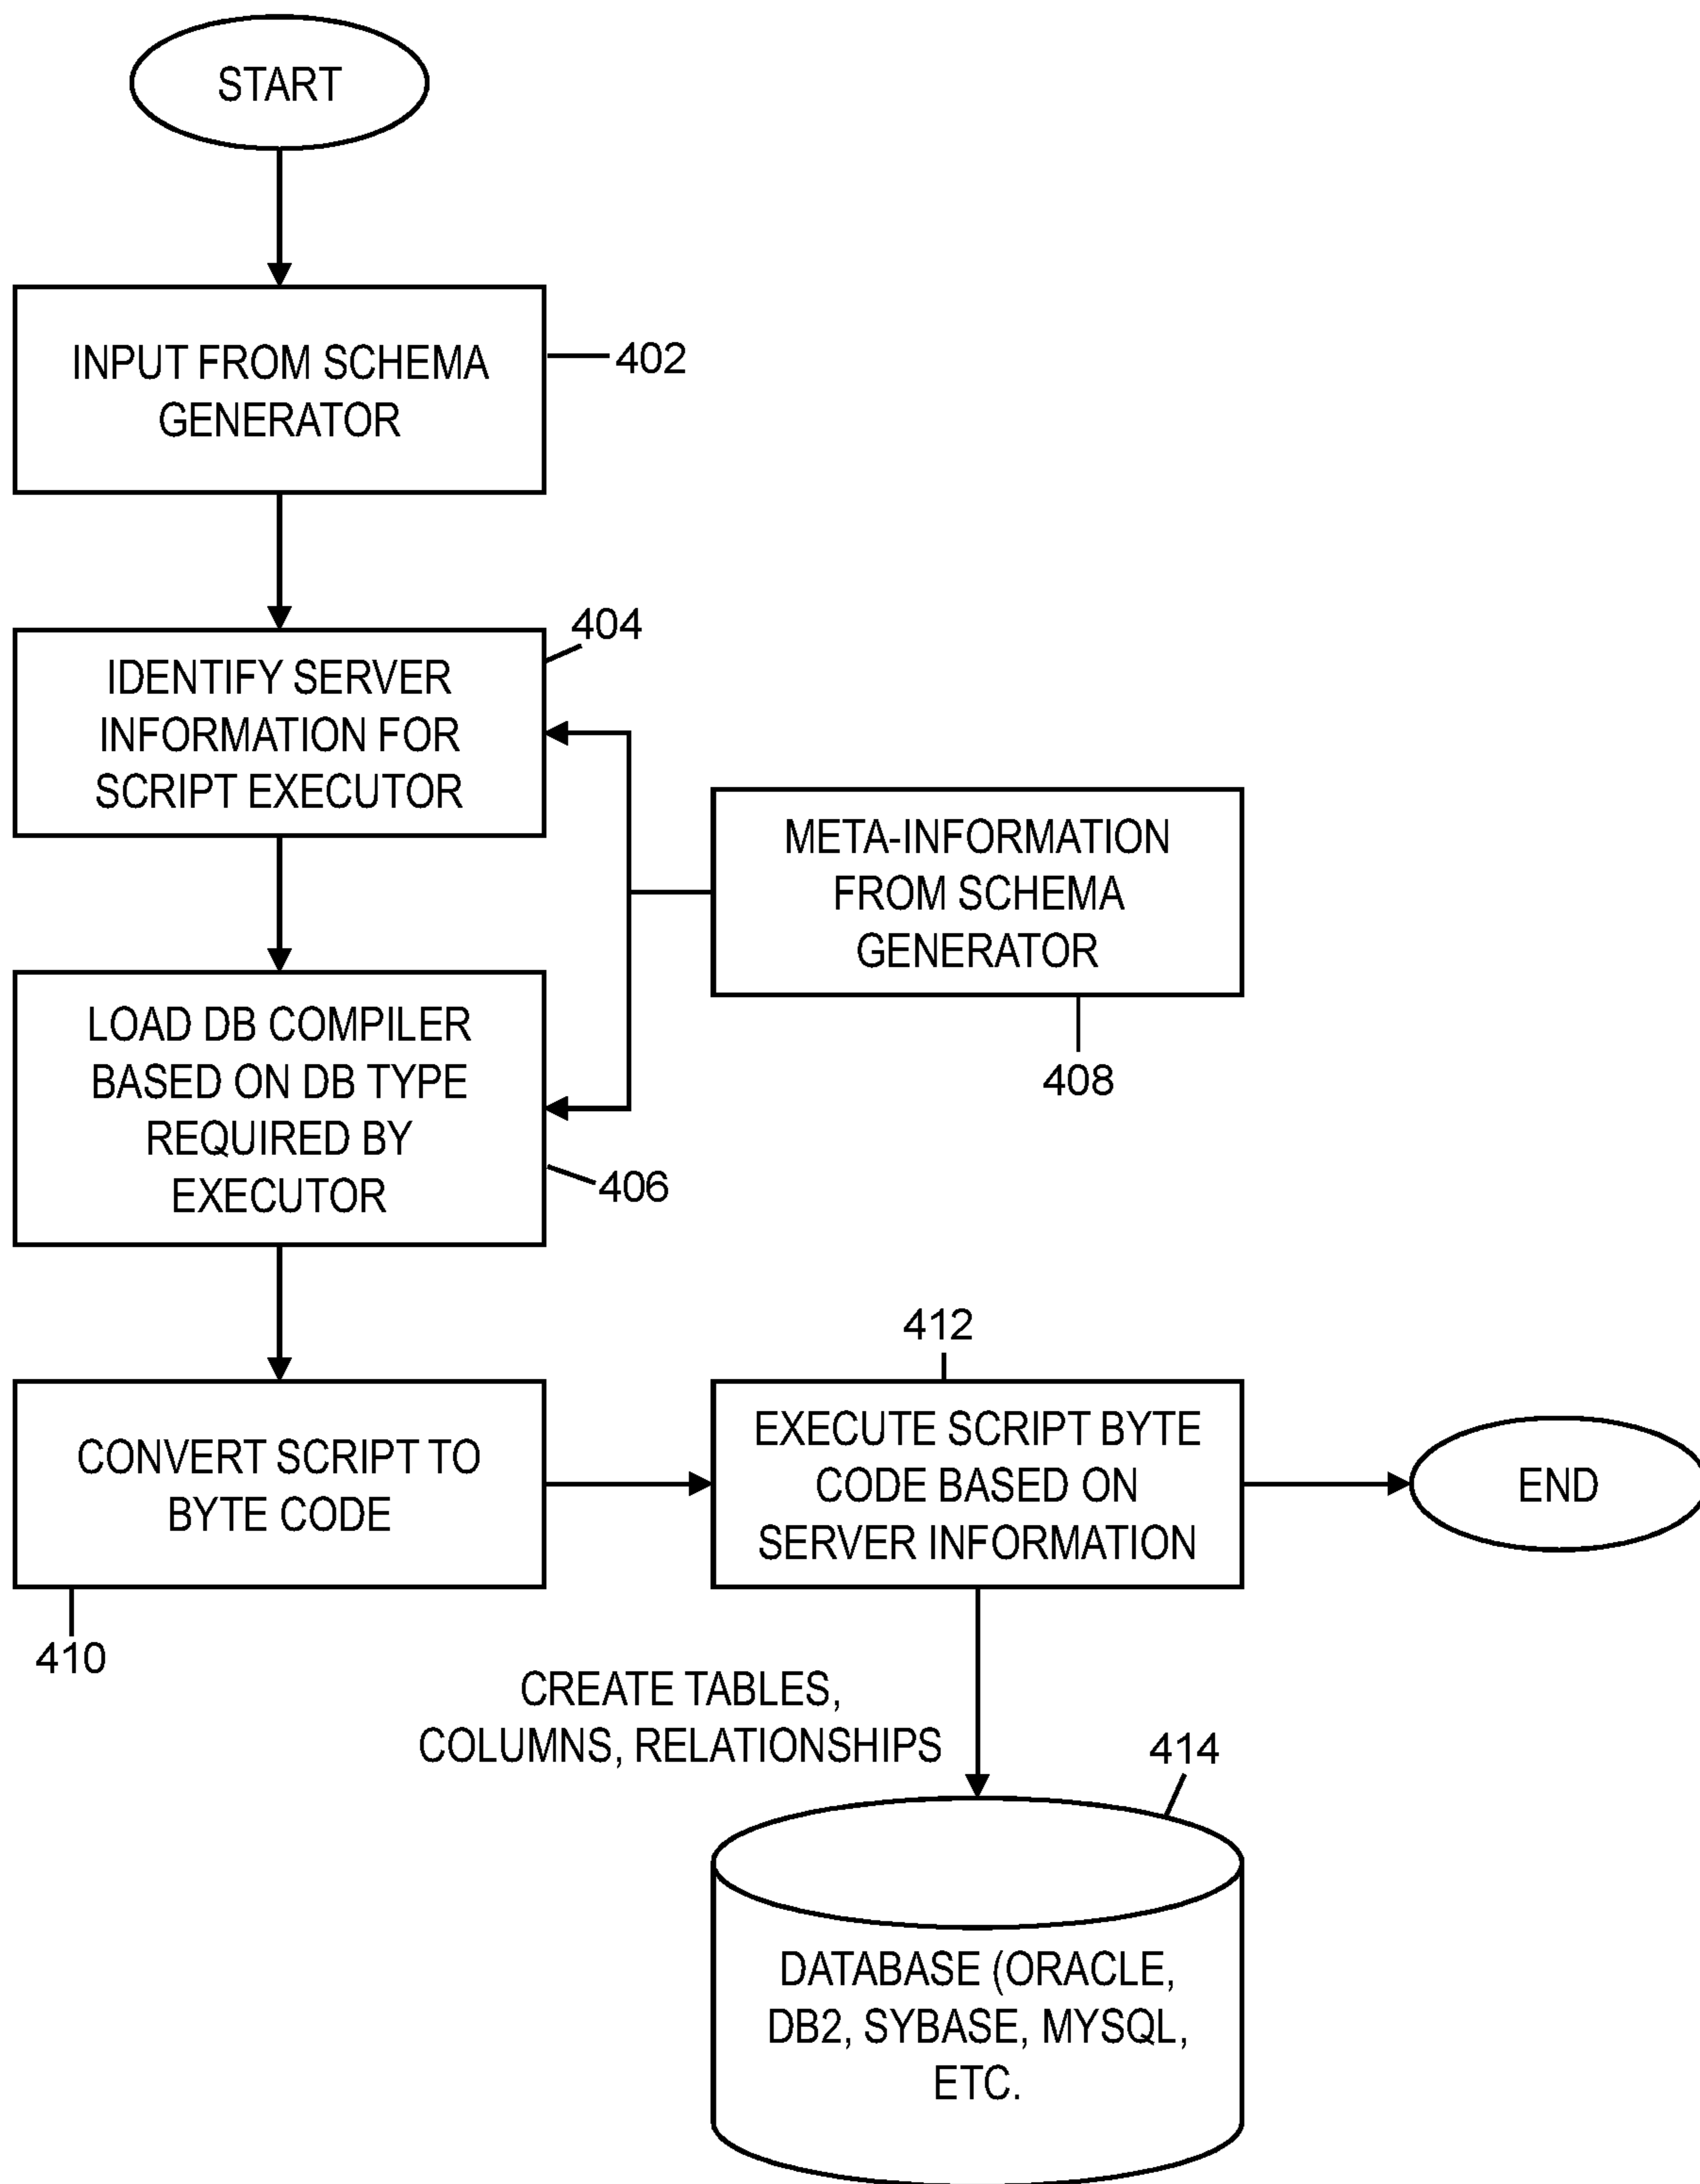 START
INPUT FROM SCHEMA
GENERATOR
402
404
IDENTIFY SERVER
INFORMATION FOR
SCRIPT EXECUTOR
META-INFORMATION
FROM SCHEMA
GENERATOR
408
LOAD DB COMPILER
BASED ON DB TYPE
REQUIRED BY
EXECUTOR
406
CONVERT SCRIPT TO
BYTE CODE
410
412
EXECUTE SCRIPT BYTE
CODE BASED ON
SERVER INFORMATION
END
CREATE TABLES,
COLUMNS, RELATIONSHIPS
414
DATABASE (ORACLE,
DB2, SYBASE, MYSQL,
ETC.